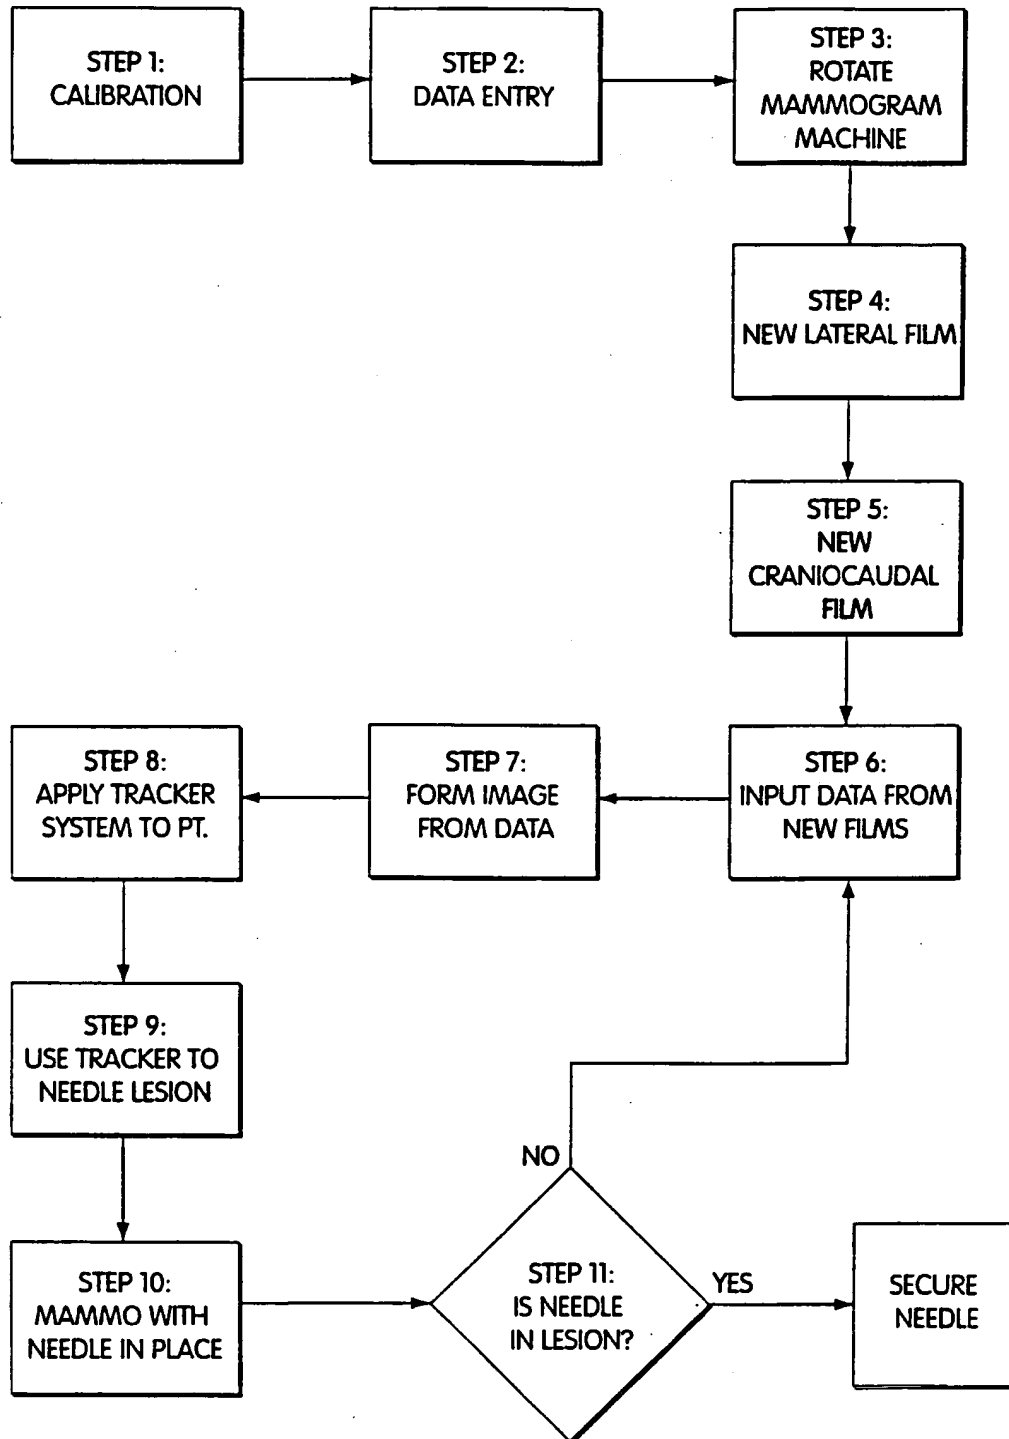 STEP 1:
CALIBRATION
STEP 2:
DATA ENTRY
STEP 3:
ROTATE
MAMMOGRAM
MACHINE
STEP 4:
NEW LATERAL FILM
STEP 5:
NEW
CRANIOCAUDAL
FILM
STEP 6:
INPUT DATA FROM
NEW FILMS
STEP 7:
FORM IMAGE
FROM DATA
STEP 8:
APPLY TRACKER
SYSTEM TO PT.
STEP 9:
USE TRACKER TO
NEEDLE LESION
STEP 10:
MAMMO WITH
NEEDLE IN PLACE
STEP 11:
IS NEEDLE
IN LESION?
NO
YES
SECURE
NEEDLE